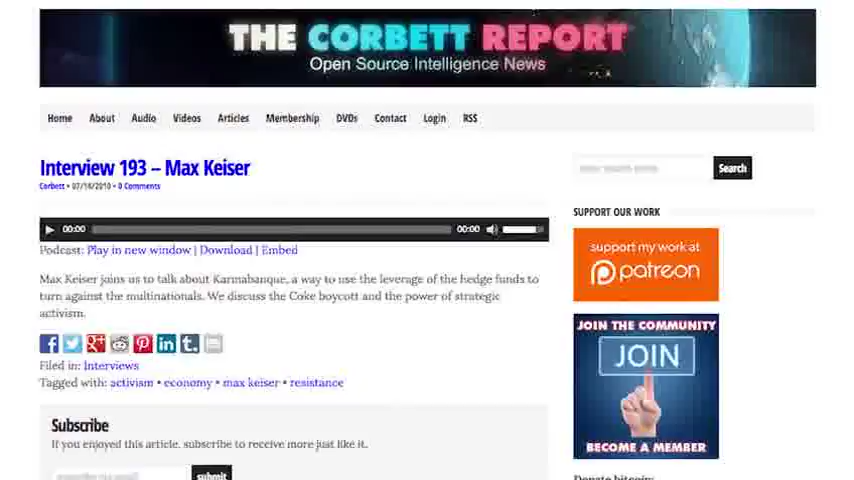 THE CORBETT REPORT
Open Source Intelligence News
Home About Audio Videos Articles Membership DVDs Contact Login RSS
Interview 193 – Max Keiser
Corbett • 07/14/2010 • 0 Comments
00:00 00:00
Podcast: Play in new window | Download | Embed
Max Keiser joins us to talk about Karmabanque, a way to use the leverage of the hedge funds to
turn against the multinationals. We discuss the Coke boycott and the power of strategic
activism.
Filed in: Interviews
Tagged with: activism • economy • max keiser • resistance
Subscribe
If you enjoyed this article, subscribe to receive more just like it.
submit
Search
SUPPORT OUR WORK
support my work at
patreon
JOIN THE COMMUNITY
JOIN
BECOME A MEMBER
Donate bitcoin: